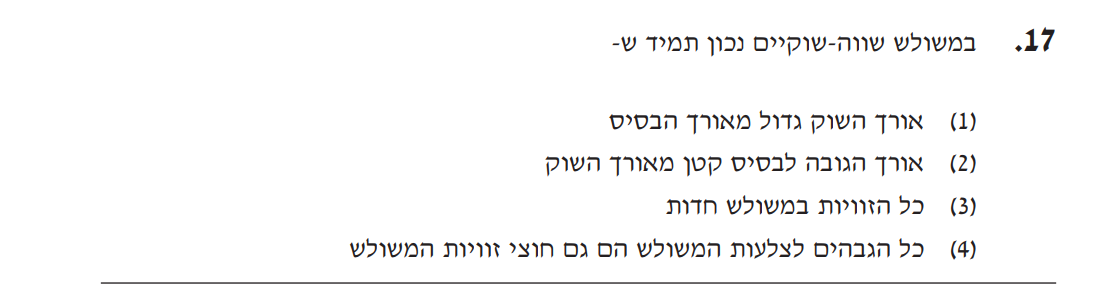 17. במשולש שווה-שוקיים נכון תמיד ש-
(1) אורך השוק גדול מאורך הבסיס
(2) אורך הגובה לבסיס קטן מאורך השוק
(3) כל הזוויות במשולש חדות
(4) כל הגבהים לצלעות המשולש הם גם חוצי זוויות המשולש